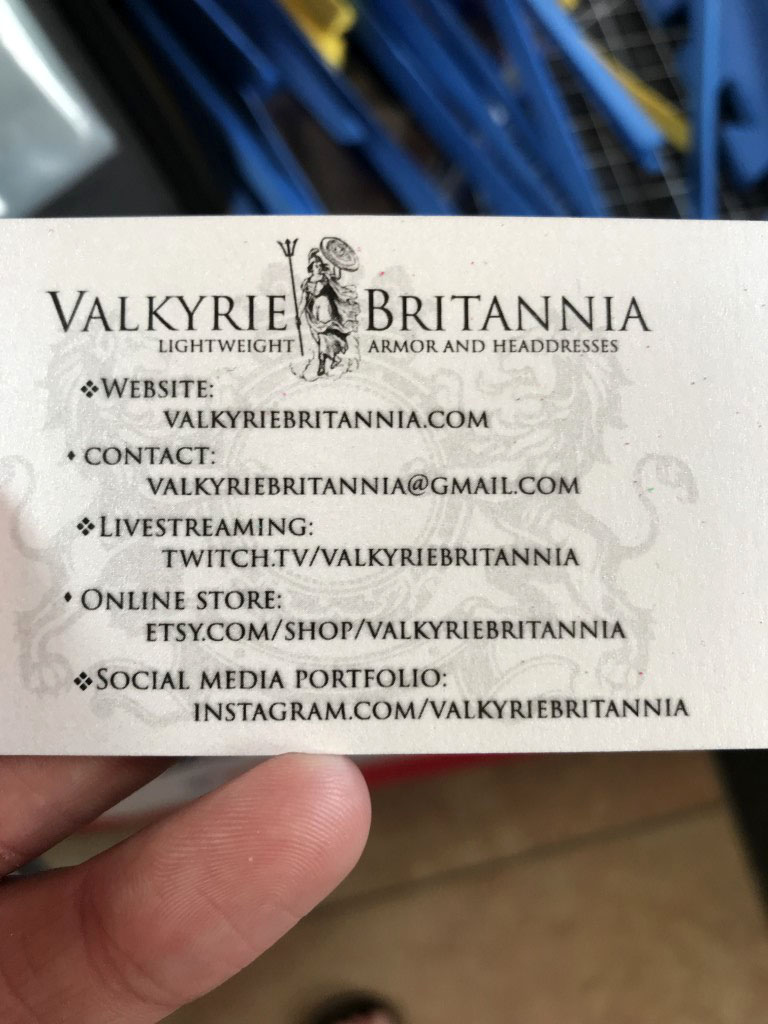 VALKYRIE BRITANNIA
LIGHTWEIGHT ARMOR AND HEADDRESSES
❖WEBSITE:
VALKYRIEBRITANNIA.COM
⬩CONTACT:
VALKYRIEBRITANNIA@GMAIL.COM
❖LIVESTREAMING:
TWITCH.TV/VALKYRIEBRITANNIA
⬩ONLINE STORE:
ETSY.COM/SHOP/VALKYRIEBRITANNIA
❖SOCIAL MEDIA PORTFOLIO:
INSTAGRAM.COM/VALKYRIEBRITANNIA